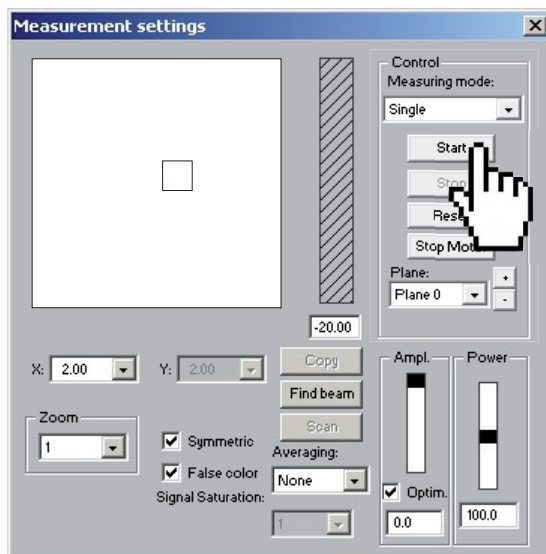 Measurement settings
Control
Measuring mode:
Single
Start
Stop
Plane:
Plane 0
+
-
-20.00
X: 2.00
Y: 2.00
Copy
Find beam
Scan
Ampl.
Power
Zoom
1
Symmetric
False color
Averaging:
None
Signal Saturation:
1
Optim.
0.0
100.0